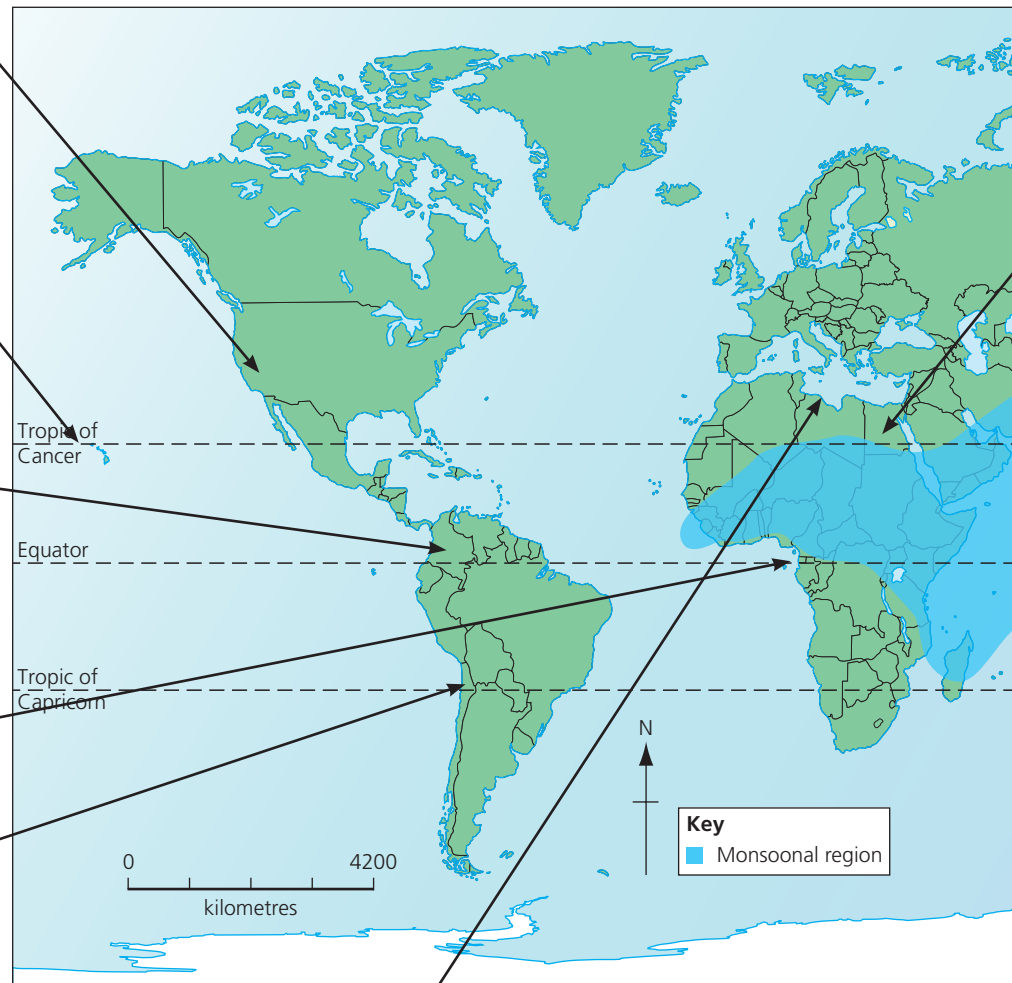 Tropic of
Cancer
Equator
Tropic of
Capricorn
N
Key
Monsoonal region
0 4200
kilometres